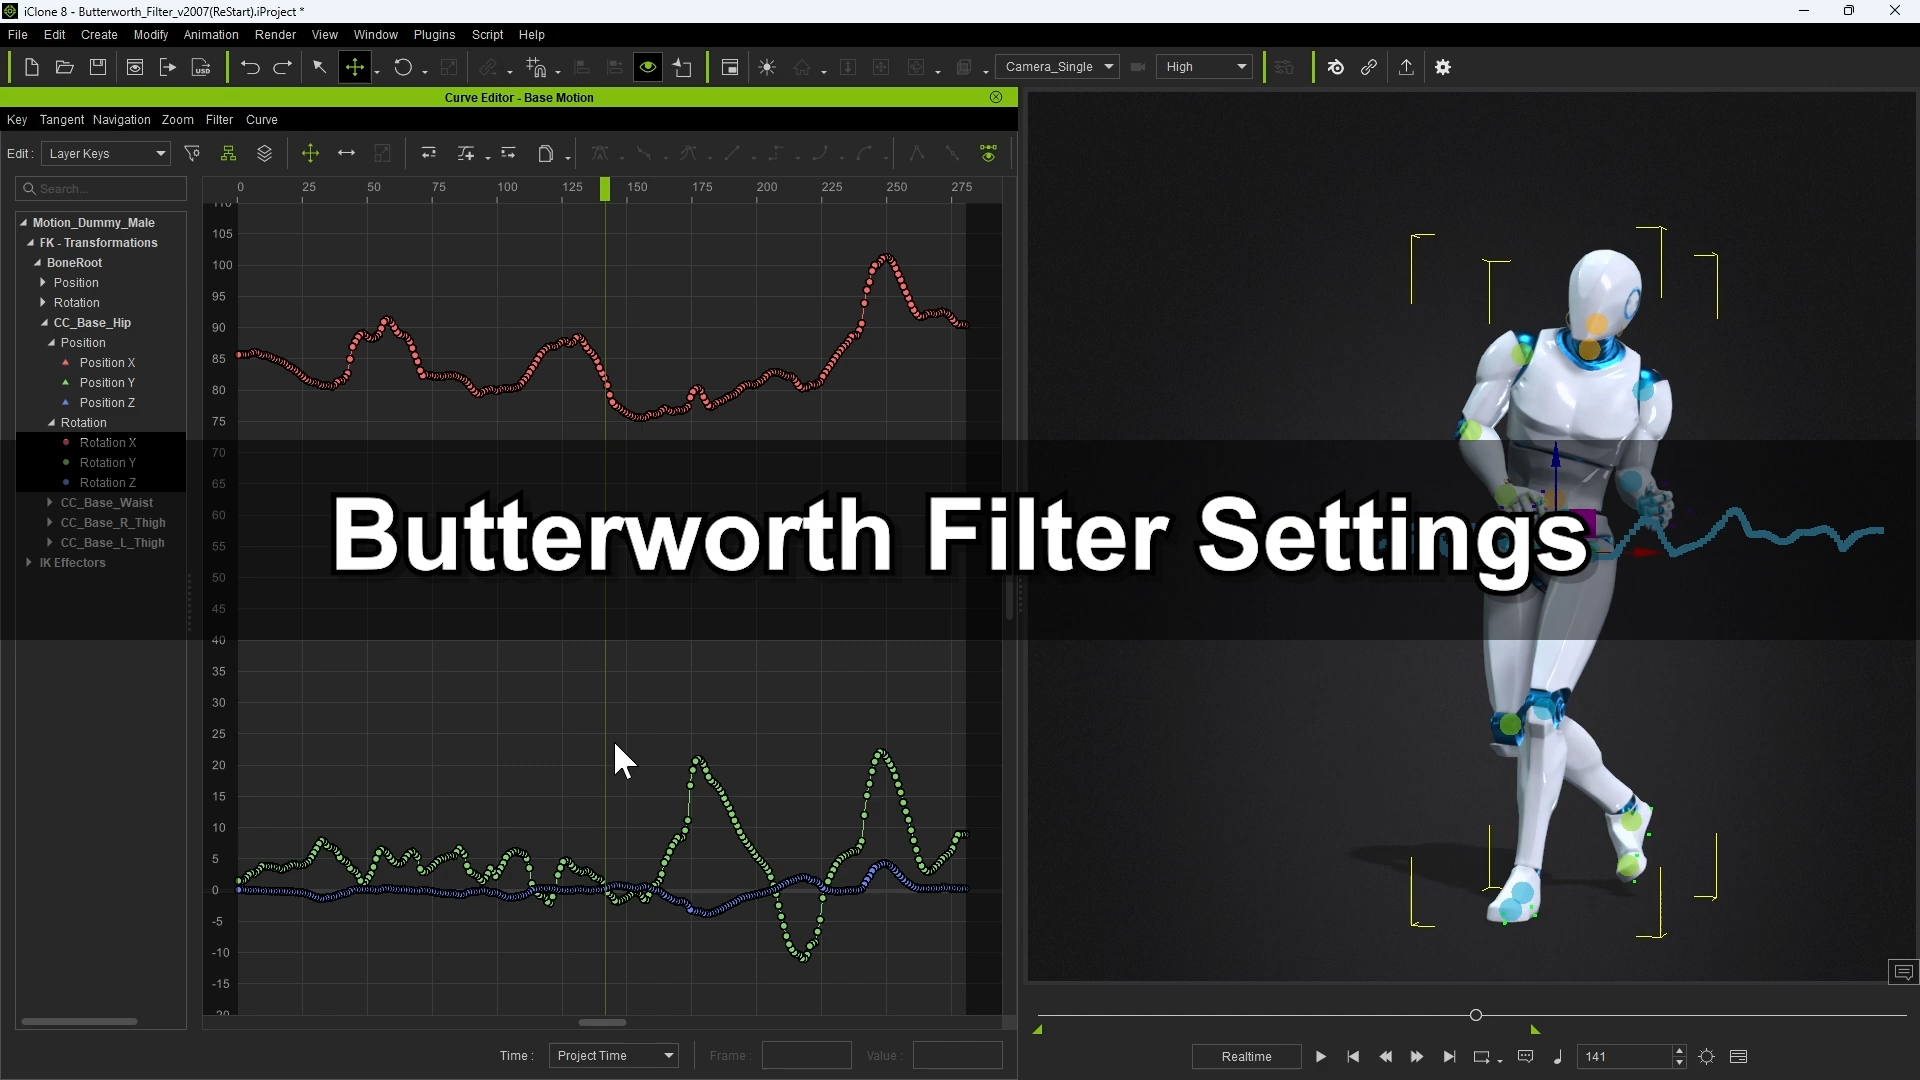 iClone 8 - Butterworth_Filter_v2007(ReStart).iProject *
File Edit Create Modify Animation Render View Window Plugins Script Help
USD
Camera_Single
High
Curve Editor - Base Motion
Key Tangent Navigation Zoom Filter Curve
Edit : Layer Keys
Search...
0 25 50 75 100 125 150 175 200 225 250 275
Motion_Dummy_Male
FK - Transformations
BoneRoot
Position
Rotation
CC_Base_Hip
Position
Position X
Position Y
Position Z
Rotation
Rotation X
Rotation Y
Rotation Z
CC_Base_Waist
CC_Base_R_Thigh
CC_Base_L_Thigh
IK Effectors
110
105
100
95
90
85
80
75
70
65
60
55
50
45
40
35
30
25
20
15
10
5
0
-5
-10
-15
-20
Butterworth Filter Settings
Time : Project Time Frame : Value :
Realtime
141